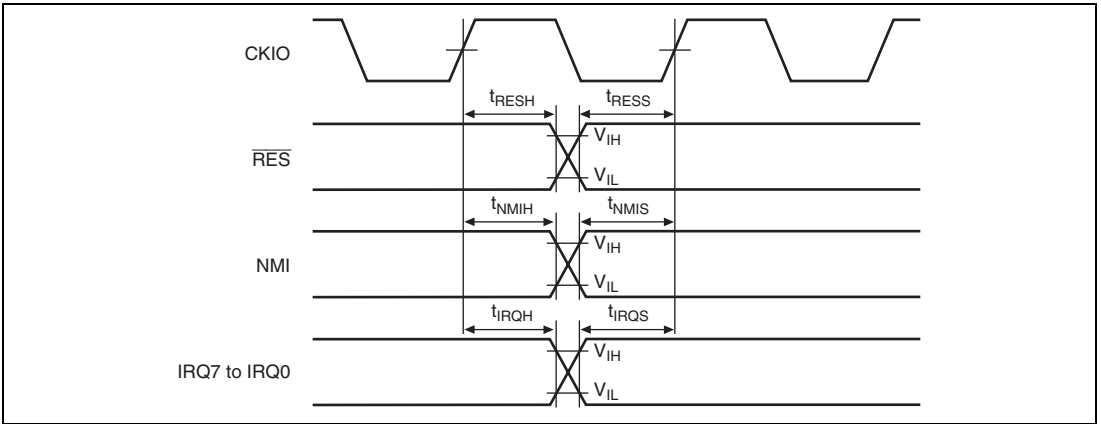 CKIO
tRESH tRESS
RES VIH
VIL
tNMIH tNMIS
NMI VIH
VIL
tIRQH tIRQS
IRQ7 to IRQ0 VIH
VIL